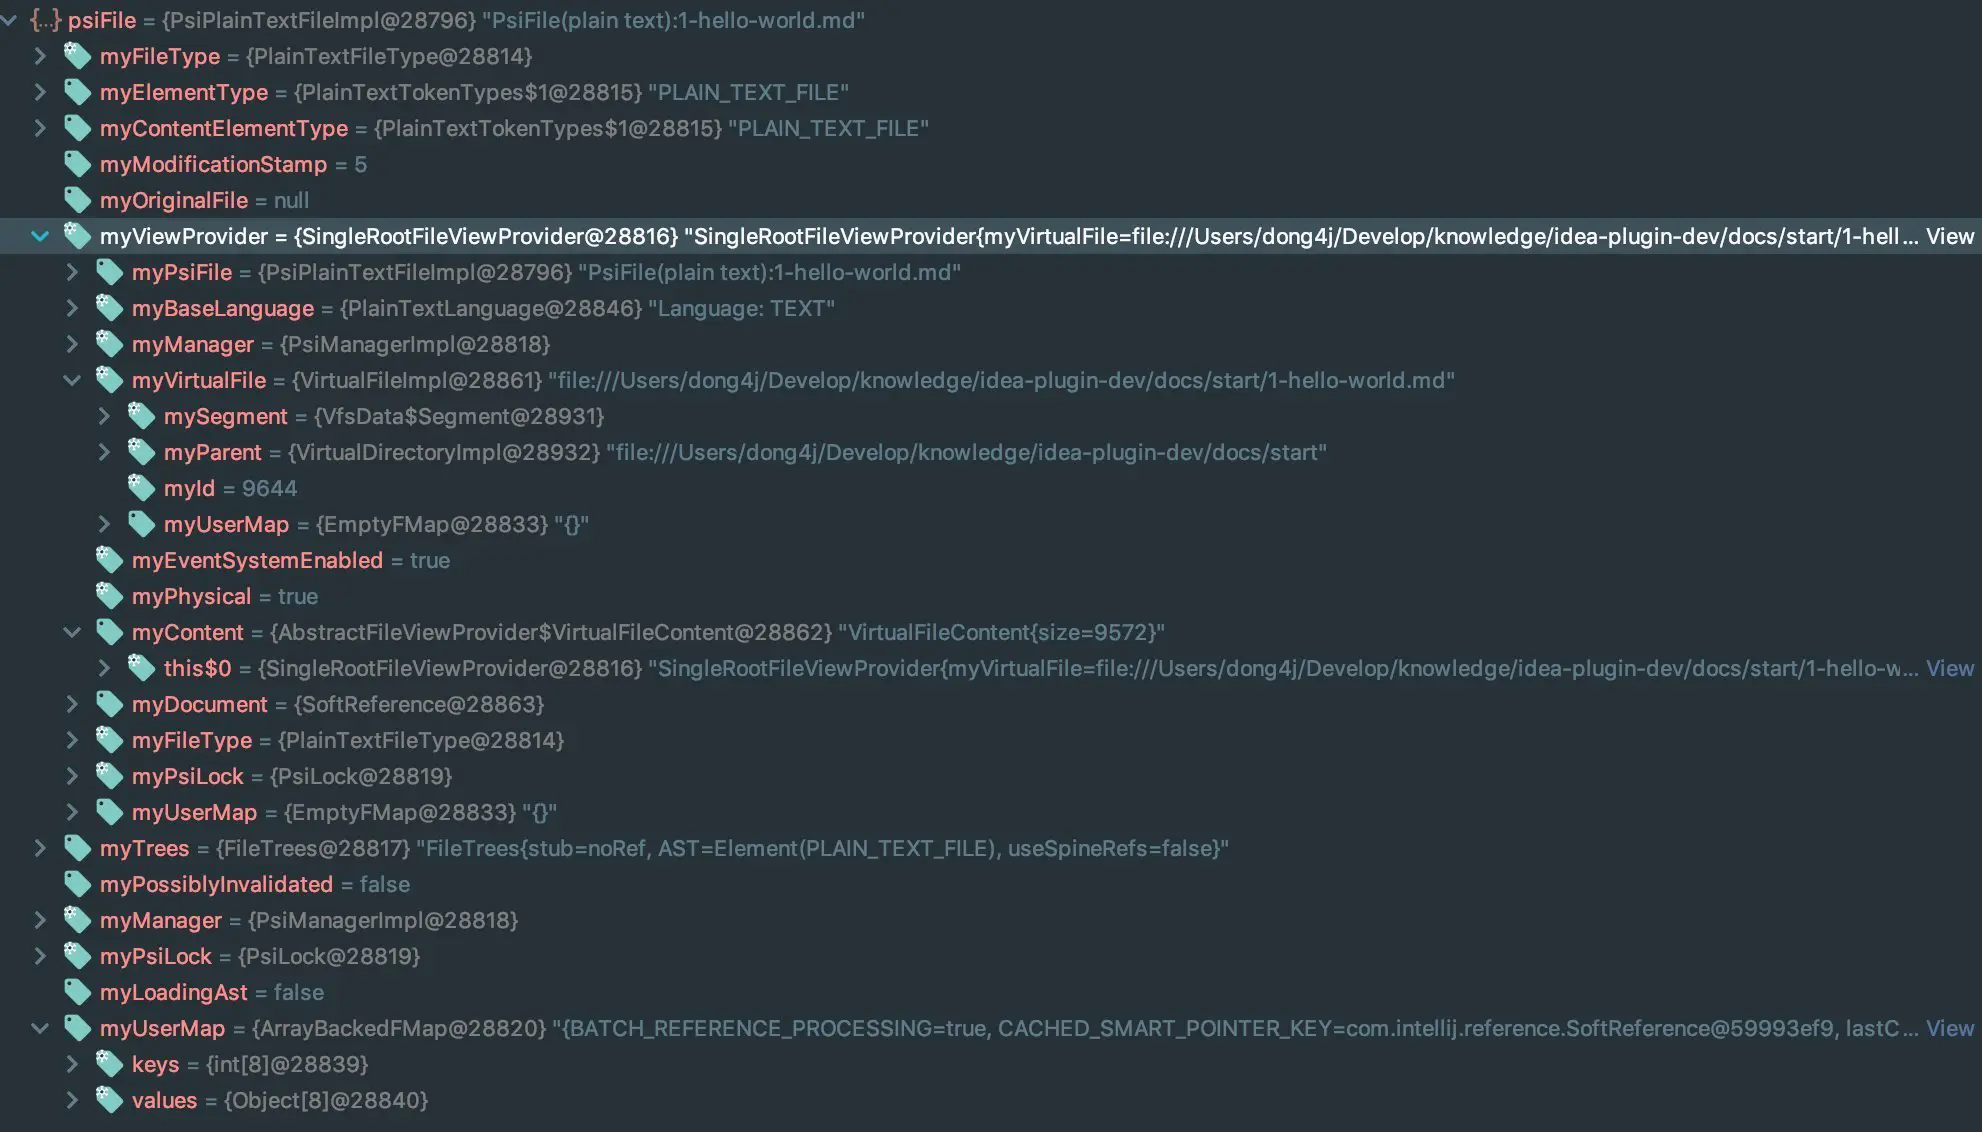 {...} psiFile = {PsiPlainTextFileImpl@28796} "PsiFile(plain text):1-hello-world.md"
myFileType = {PlainTextFileType@28814}
myElementType = {PlainTextTokenTypes$1@28815} "PLAIN_TEXT_FILE"
myContentElementType = {PlainTextTokenTypes$1@28815} "PLAIN_TEXT_FILE"
myModificationStamp = 5
myOriginalFile = null
myViewProvider = {SingleRootFileViewProvider@28816} "SingleRootFileViewProvider{myVirtualFile=file:///Users/dong4j/Develop/knowledge/idea-plugin-dev/docs/start/1-hell... View
myPsiFile = {PsiPlainTextFileImpl@28796} "PsiFile(plain text):1-hello-world.md"
myBaseLanguage = {PlainTextLanguage@28846} "Language: TEXT"
myManager = {PsiManagerImpl@28818}
myVirtualFile = {VirtualFileImpl@28861} "file:///Users/dong4j/Develop/knowledge/idea-plugin-dev/docs/start/1-hello-world.md"
mySegment = {VfsData$Segment@28931}
myParent = {VirtualDirectoryImpl@28932} "file:///Users/dong4j/Develop/knowledge/idea-plugin-dev/docs/start"
myId = 9644
myUserMap = {EmptyFMap@28833} "{}"
myEventSystemEnabled = true
myPhysical = true
myContent = {AbstractFileViewProvider$VirtualFileContent@28862} "VirtualFileContent{size=9572}"
this$0 = {SingleRootFileViewProvider@28816} "SingleRootFileViewProvider{myVirtualFile=file:///Users/dong4j/Develop/knowledge/idea-plugin-dev/docs/start/1-hello-w... View
myDocument = {SoftReference@28863}
myFileType = {PlainTextFileType@28814}
myPsiLock = {PsiLock@28819}
myUserMap = {EmptyFMap@28833} "{}"
myTrees = {FileTrees@28817} "FileTrees{stub=noRef, AST=Element(PLAIN_TEXT_FILE), useSpineRefs=false}"
myPossiblyInvalidated = false
myManager = {PsiManagerImpl@28818}
myPsiLock = {PsiLock@28819}
myLoadingAst = false
myUserMap = {ArrayBackedFMap@28820} "{BATCH_REFERENCE_PROCESSING=true, CACHED_SMART_POINTER_KEY=com.intellij.reference.SoftReference@59993ef9, lastC... View
keys = {int[8]@28839}
values = {Object[8]@28840}